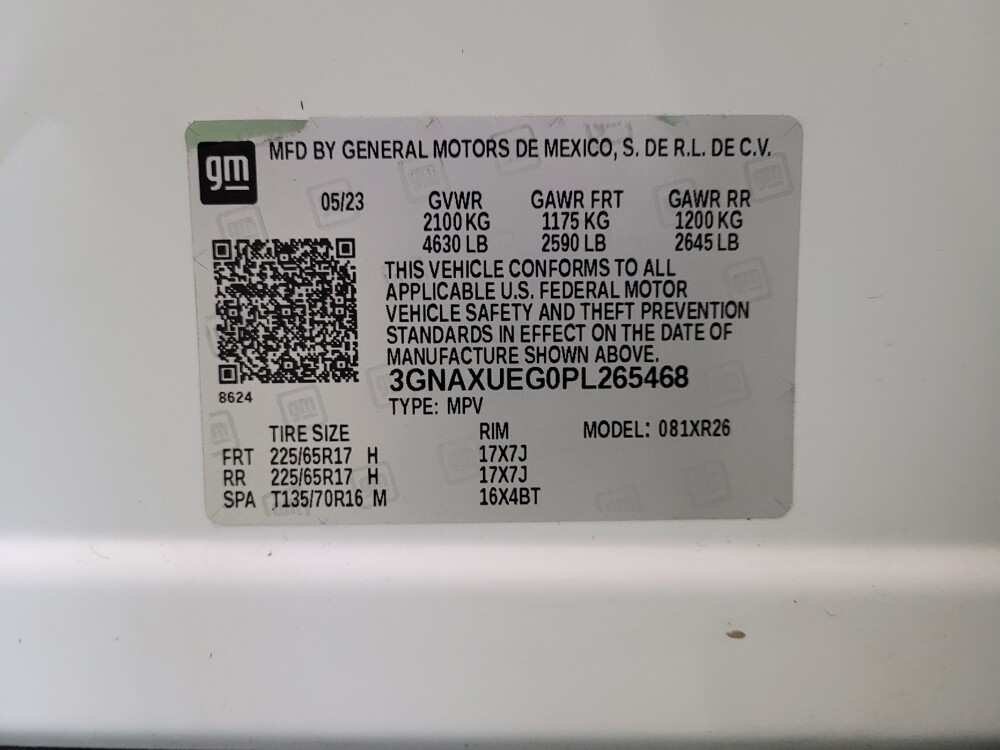 gm
MFD BY GENERAL MOTORS DE MEXICO, S. DE R.L. DE C.V.
05/23 GVWR GAWR FRT GAWR RR
2100 KG 1175 KG 1200 KG
4630 LB 2590 LB 2645 LB
THIS VEHICLE CONFORMS TO ALL
APPLICABLE U.S. FEDERAL MOTOR
VEHICLE SAFETY AND THEFT PREVENTION
STANDARDS IN EFFECT ON THE DATE OF
MANUFACTURE SHOWN ABOVE.
3GNAXUEG0PL265468
8624
TYPE: MPV
TIRE SIZE RIM MODEL: 081XR26
FRT 225/65R17 H 17X7J
RR 225/65R17 H 17X7J
SPA T135/70R16 M 16X4BT